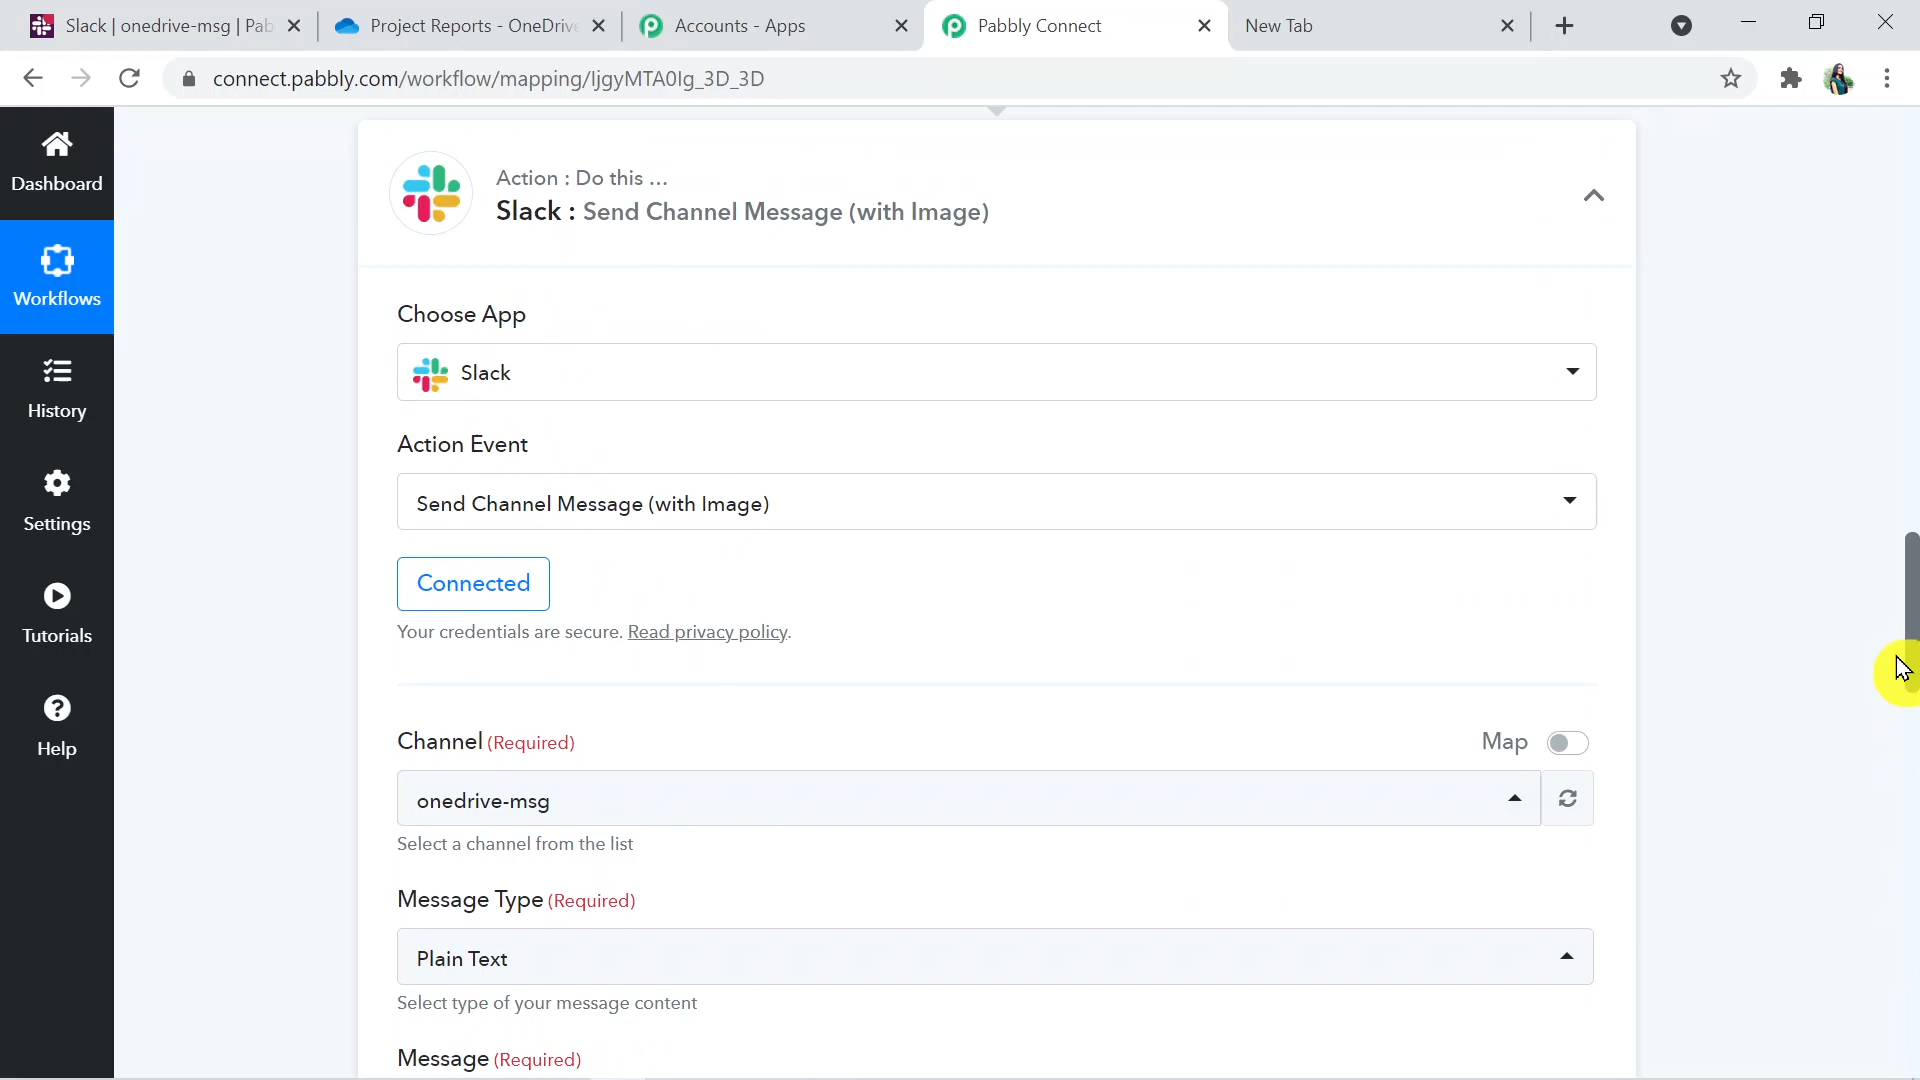 Slack | onedrive-msg | Pab
Project Reports - OneDrive
Accounts - Apps
Pabbly Connect
New Tab
connect.pabbly.com/workflow/mapping/IjgyMTA0Ig_3D_3D
Dashboard
Workflows
History
Settings
Tutorials
Help
Action : Do this ...
Slack : Send Channel Message (with Image)
Choose App
Slack
Action Event
Send Channel Message (with Image)
Connected
Your credentials are secure. Read privacy policy.
Channel (Required)
Map
onedrive-msg
Select a channel from the list
Message Type (Required)
Plain Text
Select type of your message content
Message (Required)